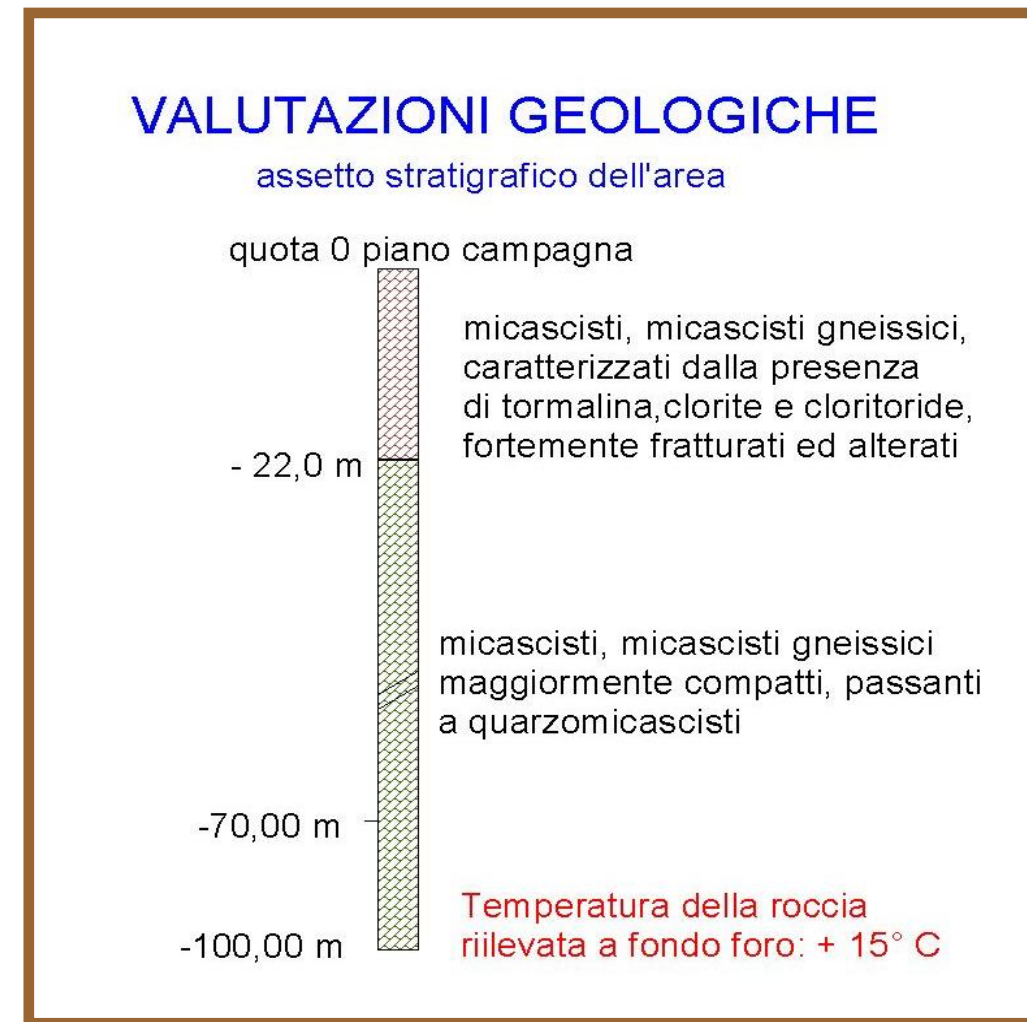 VALUTAZIONI GEOLOGICHE
assetto stratigrafico dell'area
quota 0 piano campagna
micascisti, micascisti gneissici,
caratterizzati dalla presenza
di tormalina,clorite e cloritoride,
fortemente fratturati ed alterati
- 22,0 m
micascisti, micascisti gneissici
maggiormente compatti, passanti
a quarzomicascisti
-70,00 m
Temperatura della roccia
riilevata a fondo foro: + 15° C
-100,00 m